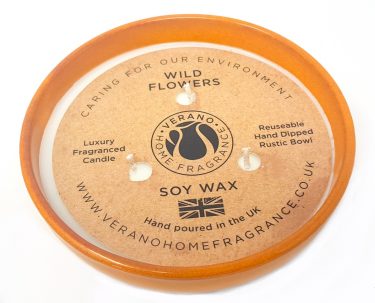 CARING FOR OUR ENVIRONMENT
WILD
FLOWERS
VERANO
HOME FRAGRANCE
Luxury
Fragranced
Candle
Reuseable
Hand Dipped
Rustic Bowl
SOY WAX
Hand poured in the UK
WWW.VERANOHOMEFRAGRANCE.CO.UK